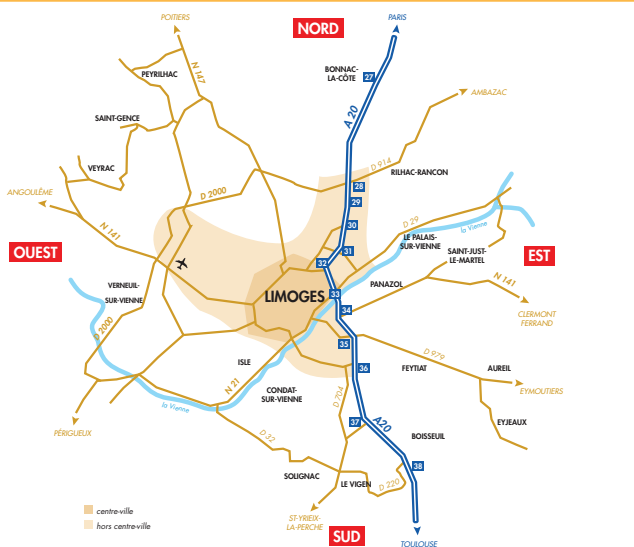 POITIERS
NORD
PARIS
PEYRILHAC
N 147
BONNAC-
LA-CÔTE
27
A 20
AMBAZAC
SAINT-GENCE
VEYRAC
D 914
RILHAC-RANCON
ANGOULÊME
D 2000
28
29
N 141
30
D 29
la Vienne
OUEST
31
LE PALAIS-
SUR-VIENNE
EST
32
SAINT-JUST-
LE-MARTEL
VERNEUIL-
SUR-VIENNE
LIMOGES
33
PANAZOL
N 141
34
CLERMONT
FERRAND
D 2000
35
D 979
ISLE
36
FEYTIAT
AUREIL
N 21
CONDAT-
SUR-VIENNE
D 704
EYMOUTIERS
la Vienne
37
A20
EYJEAUX
PÉRIGUEUX
D 32
BOISSEUIL
38
SOLIGNAC
LE VIGEN
D 220
centre-ville
hors centre-ville
ST-YRIEIX-
LA-PERCHE
SUD
TOULOUSE